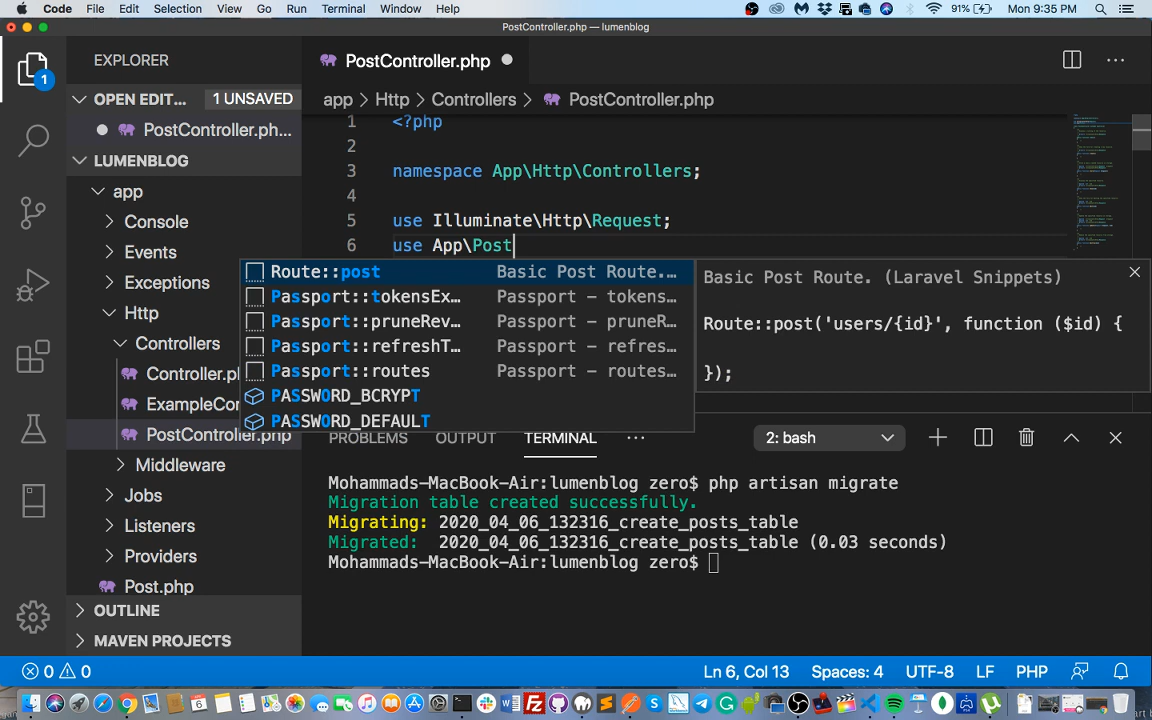 Code File Edit Selection View Go Run Terminal Window Help 91% Mon 9:35 PM
PostController.php — lumenblog
EXPLORER
OPEN EDIT... 1 UNSAVED
PostController.ph...
LUMENBLOG
app
Console
Events
Exceptions
Http
Controllers
Controller.p
ExampleCo
PostController.php
Middleware
Jobs
Listeners
Providers
Post.php
OUTLINE
MAVEN PROJECTS
1
PostController.php
app > Http > Controllers > PostController.php
1 <?php
2
3 namespace App\Http\Controllers;
4
5 use Illuminate\Http\Request;
6 use App\Post
Route::post Basic Post Route....
Passport::tokensEx... Passport – tokens...
Passport::pruneRev... Passport – pruneR...
Passport::refreshT... Passport – refres...
Passport::routes Passport – routes...
PASSWORD_BCRYPT
PASSWORD_DEFAULT
Basic Post Route. (Laravel Snippets)
Route::post('users/{id}', function ($id) {
});
PROBLEMS OUTPUT TERMINAL ... 2: bash
Mohammads-MacBook-Air:lumenblog zero$ php artisan migrate
Migration table created successfully.
Migrating: 2020_04_06_132316_create_posts_table
Migrated: 2020_04_06_132316_create_posts_table (0.03 seconds)
Mohammads-MacBook-Air:lumenblog zero$
0 0 Ln 6, Col 13 Spaces: 4 UTF-8 LF PHP